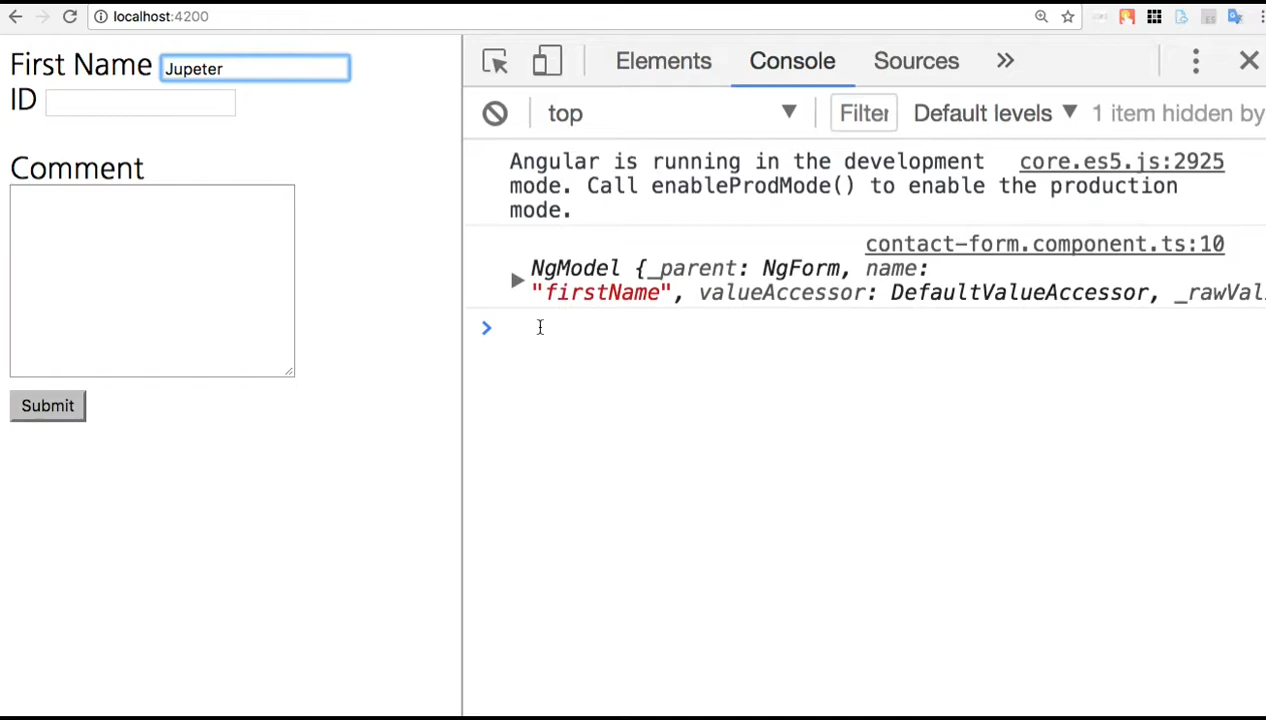 localhost:4200
First Name Jupeter
ID
Comment
Submit
Elements Console Sources
top Filter Default levels 1 item hidden by
Angular is running in the development core.es5.js:2925
mode. Call enableProdMode() to enable the production
mode.
contact-form.component.ts:10
NgModel {_parent: NgForm, name:
"firstName", valueAccessor: DefaultValueAccessor, _rawVal